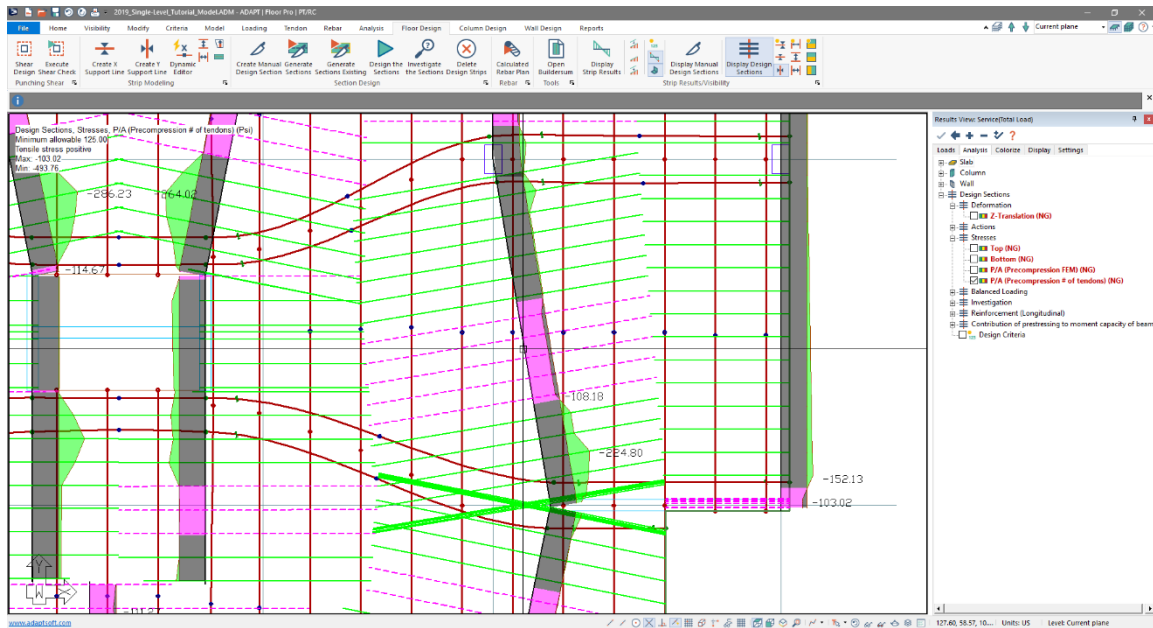 2019_Single-Level_Tutorial_Model.ADM - ADAPT | Floor Pro | PT/RC
File Home Visibility Modify Criteria Model Loading Tendon Rebar Analysis Floor Design Column Design Wall Design Reports
Current plane
Shear Design
Execute Shear Check
Create X Support Line
Create Y Support Line
Dynamic Editor
Create Manual Design Section
Generate Sections
Generate Sections Existing
Design the Sections
Investigate the Sections
Delete Design Strips
Calculated Rebar Plan
Open Buildersum
Display Strip Results
Display Manual Design Sections
Display Design Sections
Punching Shear
Strip Modeling
Section Design
Rebar
Tools
Strip Results/Visibility
Design Sections, Stresses, P/A (Precompression # of tendons) (Psi)
Minimum allowable 125.00
Tensile stress positive
Max: -103.02
Min: -493.76
-286.23
-364.02
-114.67
-108.18
-224.80
-152.13
-103.02
Y
W
X
Results View: Service(Total Load)
Loads Analysis Colorize Display Settings
Slab
Column
Wall
Design Sections
Deformation
Z-Translation (NG)
Actions
Stresses
Top (NG)
Bottom (NG)
P/A (Precompression FEM) (NG)
P/A (Precompression # of tendons) (NG)
Balanced Loading
Investigation
Reinforcement (Longitudinal)
Contribution of prestressing to moment capacity of beam
Design Criteria
www.adaptsoft.com
127.60, 58.57, 10... Units: US Level: Current plane